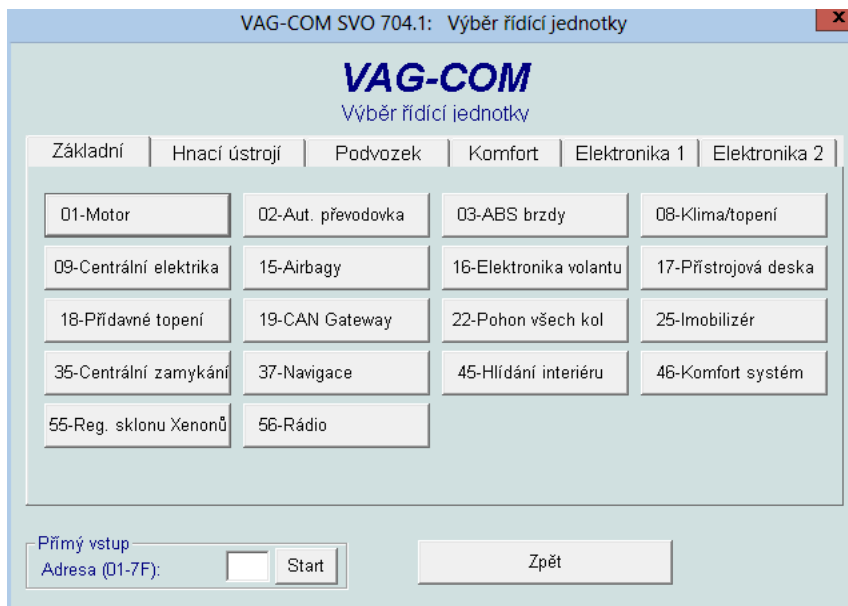 VAG-COM SVO 704.1: Výběr řídící jednotky
x
VAG-COM
Výběr řídící jednotky
Základní Hnací ústrojí Podvozek Komfort Elektronika 1 Elektronika 2
01-Motor 02-Aut. převodovka 03-ABS brzdy 08-Klima/topení
09-Centrální elektrika 15-Airbagy 16-Elektronika volantu 17-Přístrojová deska
18-Přídavné topení 19-CAN Gateway 22-Pohon všech kol 25-Imobilizér
35-Centrální zamykání 37-Navigace 45-Hlídání interiéru 46-Komfort systém
55-Reg. sklonu Xenonů 56-Rádio
Přímý vstup
Adresa (01-7F): Start Zpět